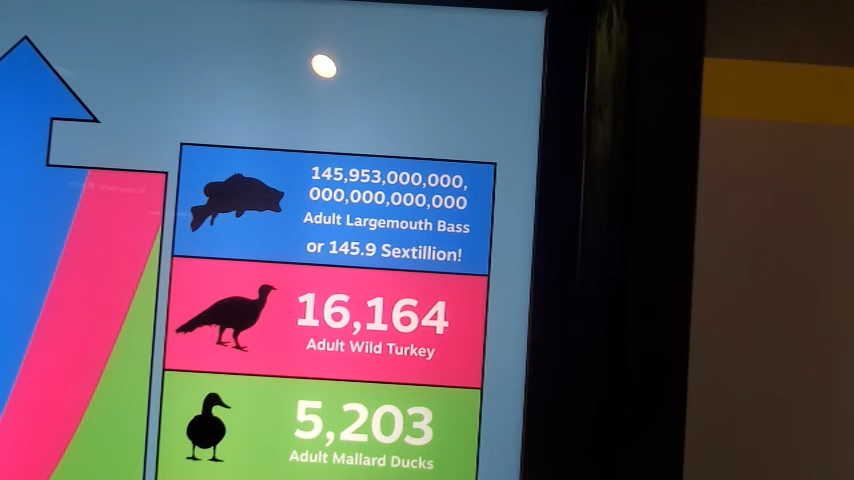 145,953,000,000,
000,000,000,000
Adult Largemouth Bass
or 145.9 Sextillion!
16,164
Adult Wild Turkey
5,203
Adult Mallard Ducks